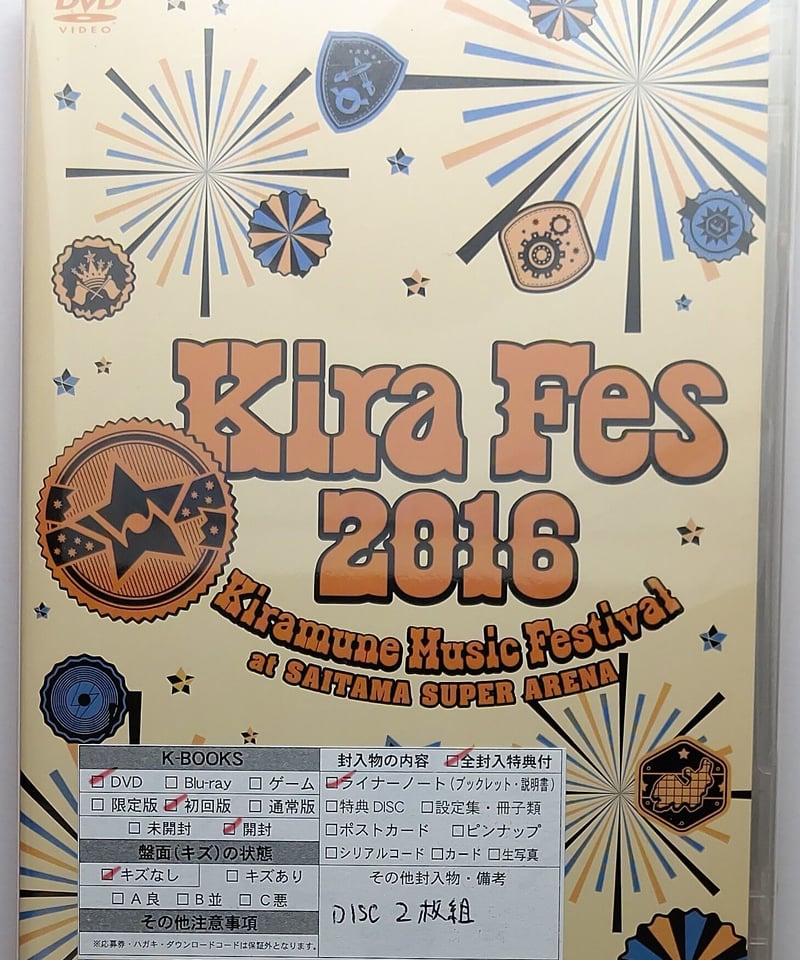 DVD
VIDEO
Kira Fes
2016
Kiramune Music Festival
at SAITAMA SUPER ARENA
K-BOOKS
☑DVD □Blu-ray □ゲーム
□限定版 ☑初回版 □通常版
□未開封 ☑開封
盤面(キズ)の状態
☑キズなし □キズあり
□A良 □B並 □C悪
その他注意事項
※応募券・ハガキ・ダウンロードコードは保証外となります。
封入物の内容 ☑全封入特典付
☑ライナーノート(ブックレット・説明書)
□特典DISC □設定集・冊子類
□ポストカード □ピンナップ
□シリアルコード □カード □生写真
その他封入物・備考
DISC 2枚組